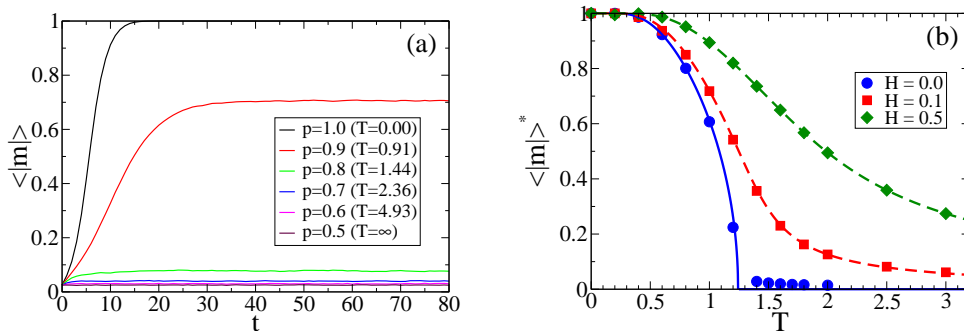 (a)
<|m|>
1
0.8
0.6
0.4
0.2
0
p=1.0 (T=0.00)
p=0.9 (T=0.91)
p=0.8 (T=1.44)
p=0.7 (T=2.36)
p=0.6 (T=4.93)
p=0.5 (T=∞)
0 10 20 30 40 50 60 70 80
t
(b)
<|m|>*
1
0.8
0.6
0.4
0.2
0
H = 0.0
H = 0.1
H = 0.5
0 0.5 1 1.5 2 2.5 3
T